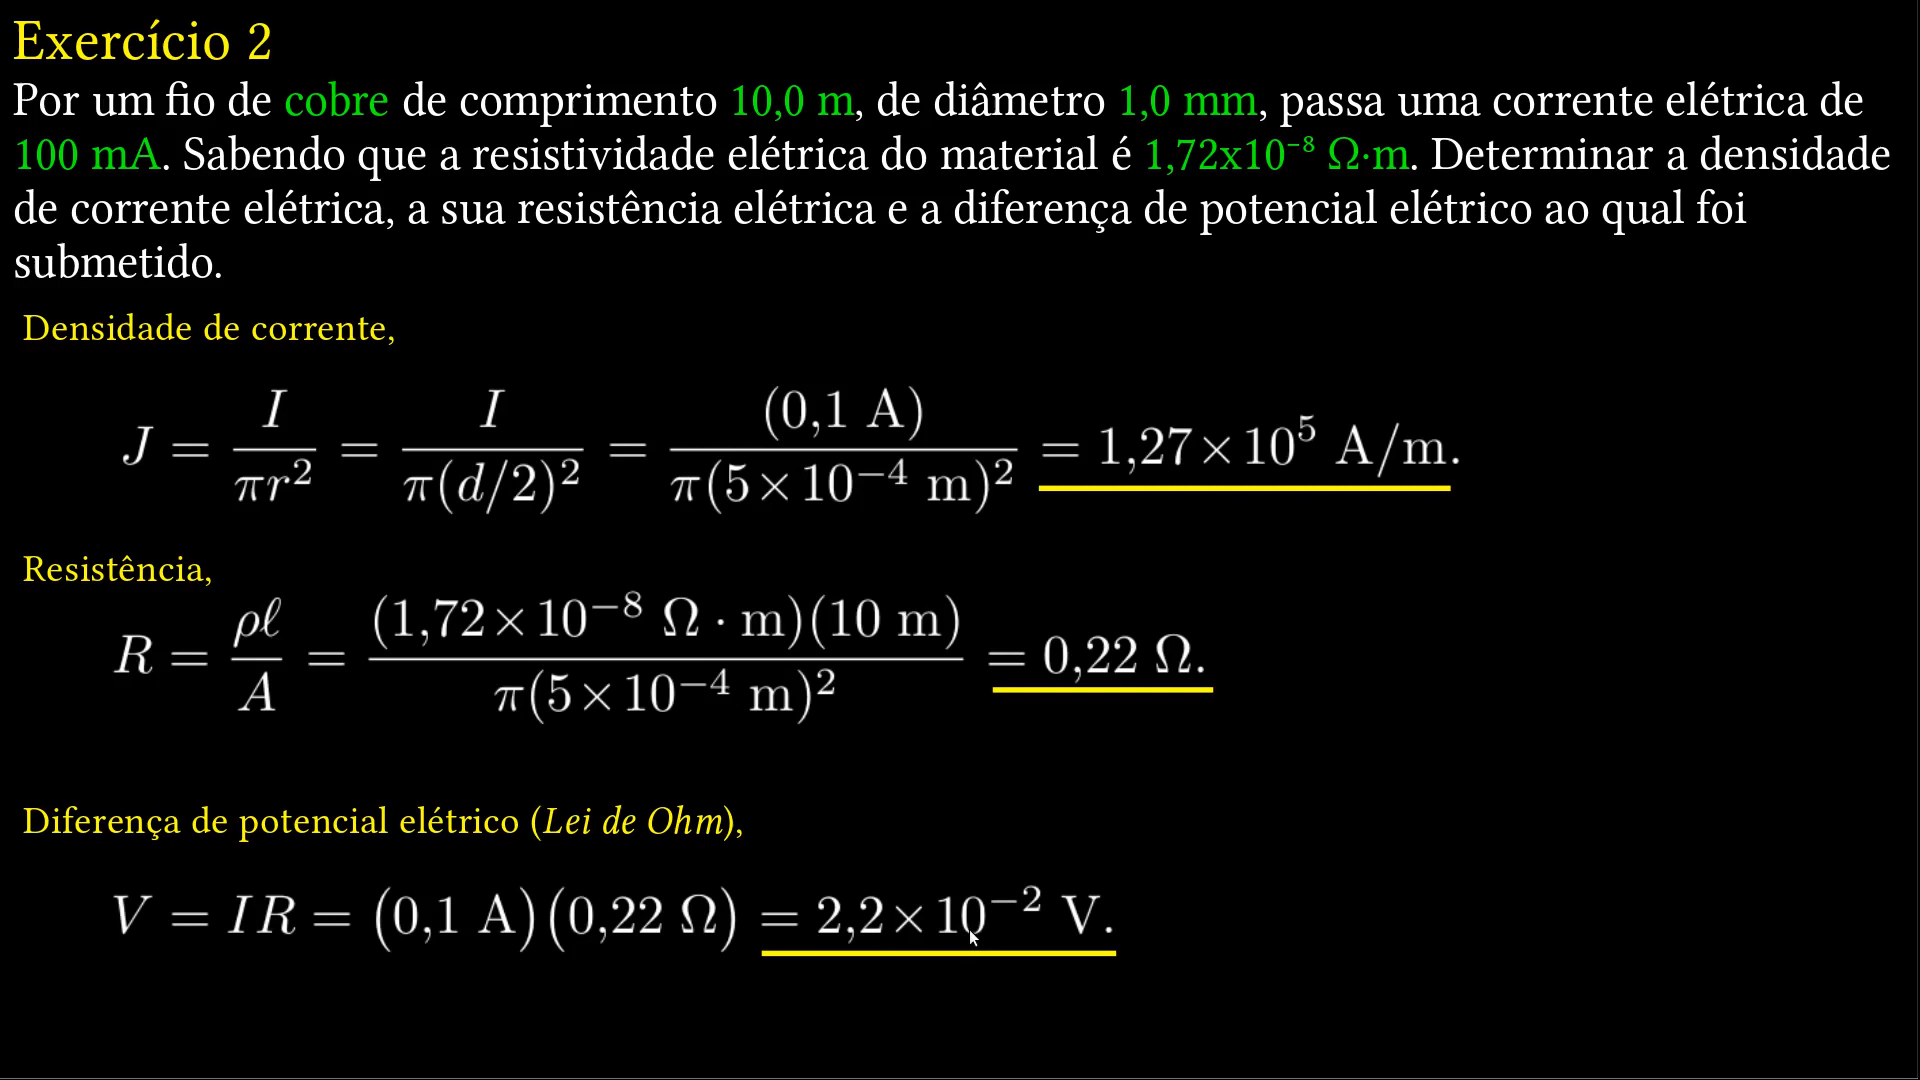 Exercício 2
Por um fio de cobre de comprimento 10,0 m, de diâmetro 1,0 mm, passa uma corrente elétrica de
100 mA. Sabendo que a resistividade elétrica do material é 1,72x10⁻⁸ Ω·m. Determinar a densidade
de corrente elétrica, a sua resistência elétrica e a diferença de potencial elétrico ao qual foi
submetido.
Densidade de corrente,
J = I/πr² = I/π(d/2)² = (0,1 A)/π(5×10⁻⁴ m)² = 1,27×10⁵ A/m.
Resistência,
R = ρℓ/A = (1,72×10⁻⁸ Ω · m)(10 m)/π(5×10⁻⁴ m)² = 0,22 Ω.
Diferença de potencial elétrico (Lei de Ohm),
V = IR = (0,1 A)(0,22 Ω) = 2,2×10⁻² V.